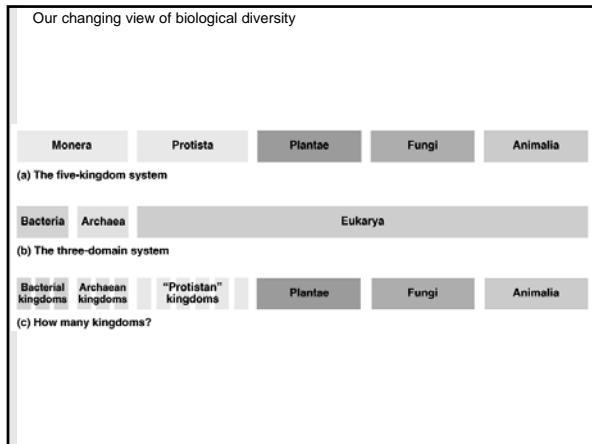 Our changing view of biological diversity
Monera Protista Plantae Fungi Animalia
(a) The five-kingdom system
Bacteria Archaea Eukarya
(b) The three-domain system
Bacterial kingdoms Archaean kingdoms "Protistan" kingdoms Plantae Fungi Animalia
(c) How many kingdoms?